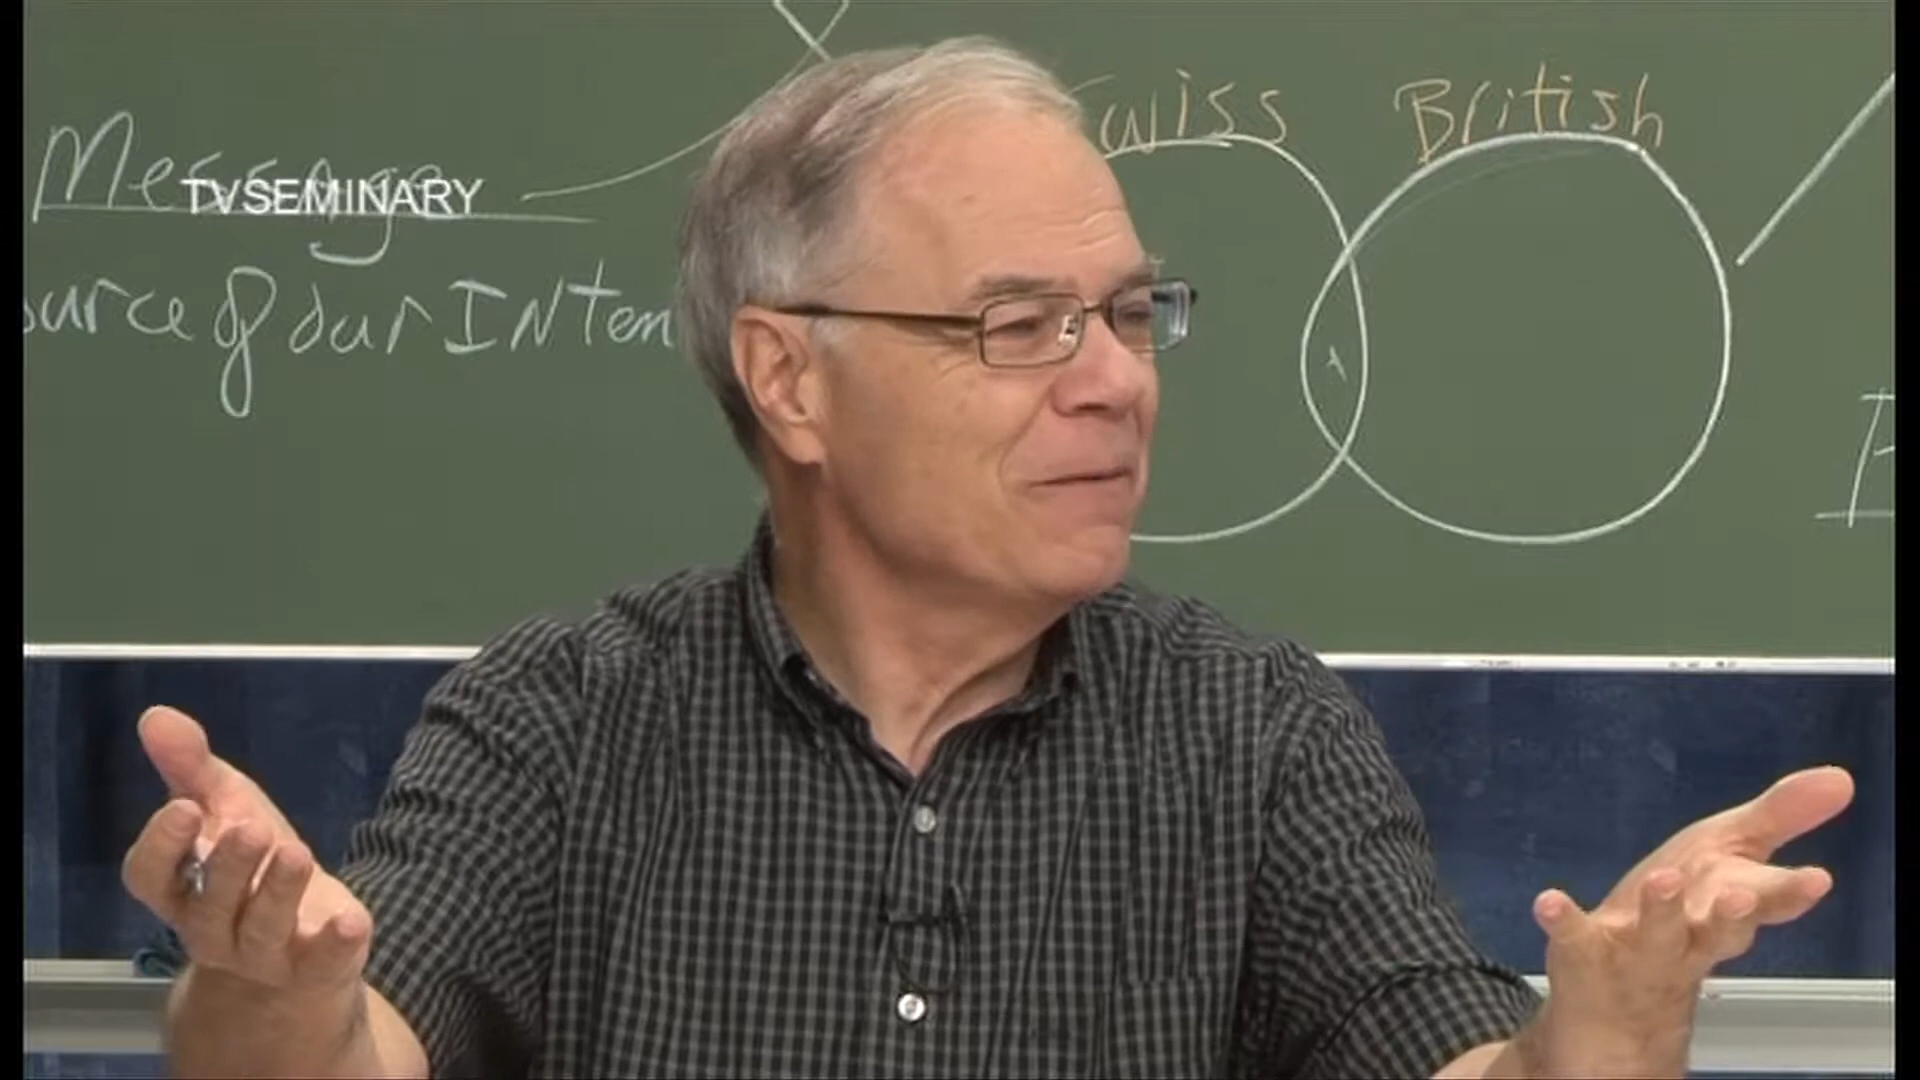 Message
TVSEMINARY
wiss
British
ource of our INten